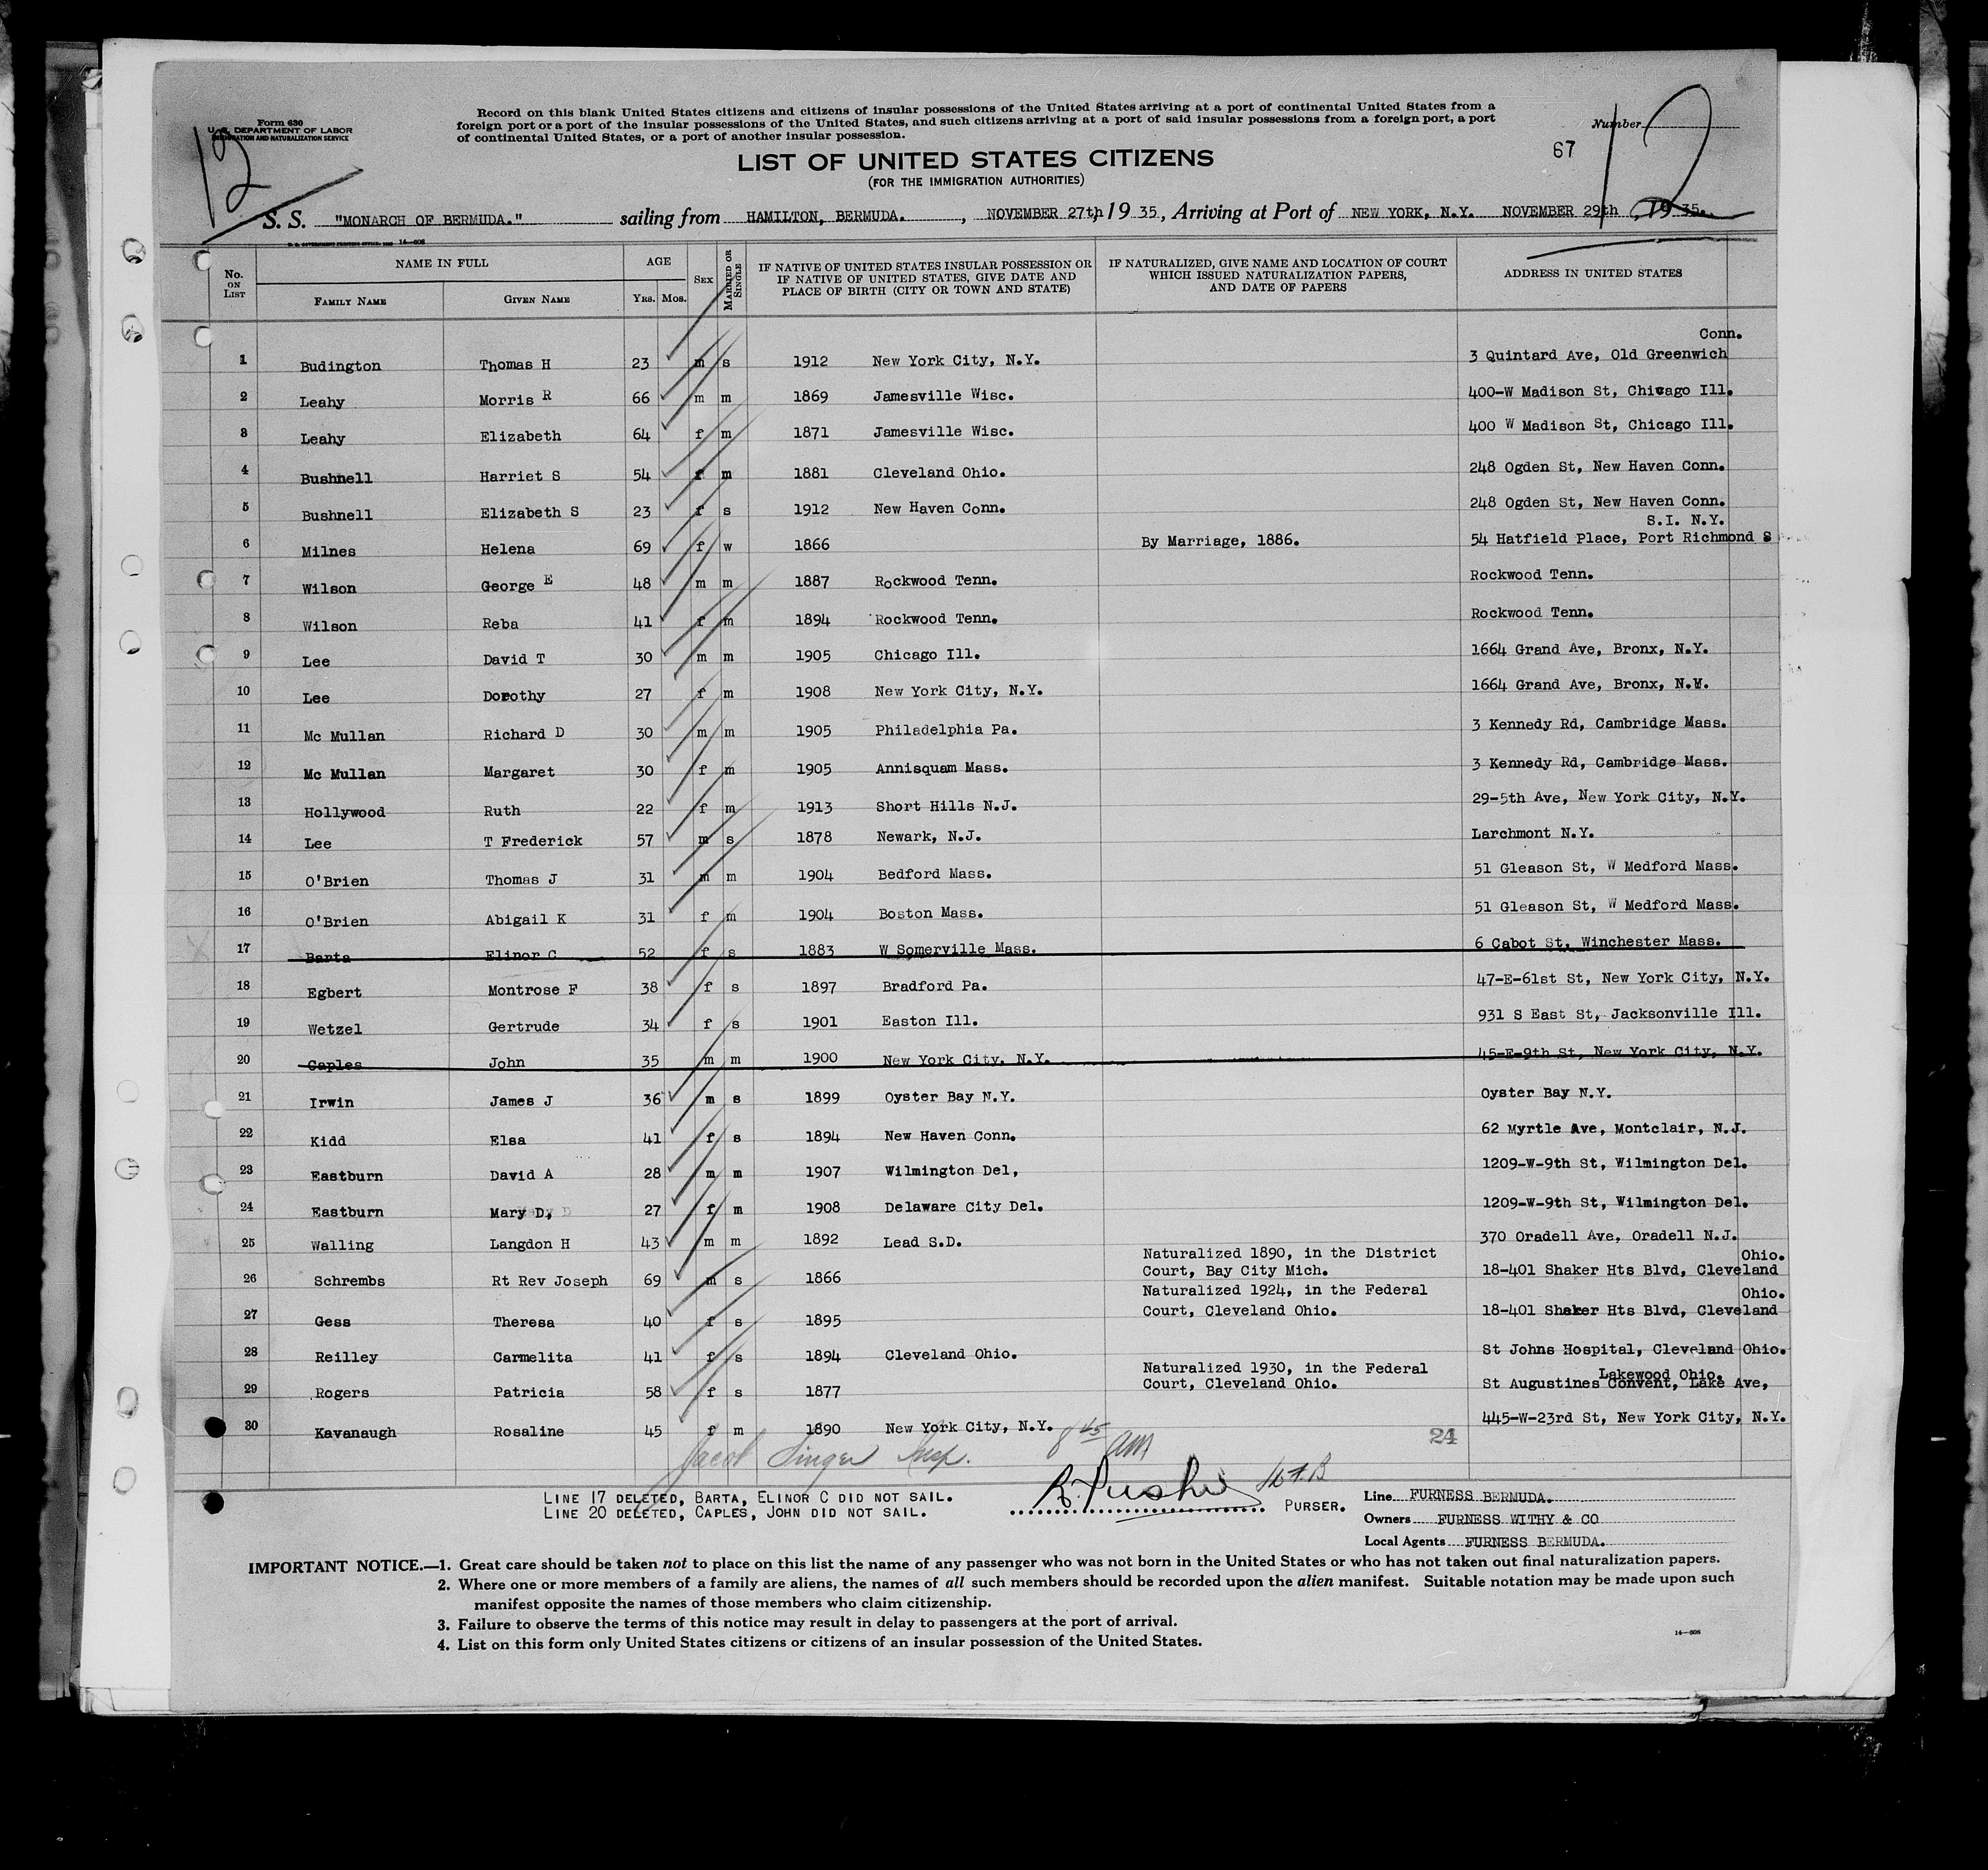 Form 630
U. S. DEPARTMENT OF LABOR
IMMIGRATION AND NATURALIZATION SERVICE
Record on this blank United States citizens and citizens of insular possessions of the United States arriving at a port of continental United States from a
foreign port or a port of the insular possessions of the United States, and such citizens arriving at a port of said insular possessions from a foreign port, a port
of continental United States, or a port of another insular possession.
Number
12
67
12
LIST OF UNITED STATES CITIZENS
(FOR THE IMMIGRATION AUTHORITIES)
S. S. "MONARCH OF BERMUDA." sailing from HAMILTON, BERMUDA. , NOVEMBER 27th, 19 35, Arriving at Port of NEW YORK, N.Y. NOVEMBER 29th, 19 35.
No. ON LIST NAME IN FULL AGE SEX MARRIED OR SINGLE IF NATIVE OF UNITED STATES INSULAR POSSESSION OR IF NATIVE OF UNITED STATES, GIVE DATE AND PLACE OF BIRTH (CITY OR TOWN AND STATE) IF NATURALIZED, GIVE NAME AND LOCATION OF COURT WHICH ISSUED NATURALIZATION PAPERS, AND DATE OF PAPERS ADDRESS IN UNITED STATES
FAMILY NAME GIVEN NAME YRS. MOS.
Conn.
1 Budington Thomas H 23 m s 1912 New York City, N.Y. 3 Quintard Ave, Old Greenwich
2 Leahy Morris R 66 m m 1869 Jamesville Wisc. 400-W Madison St, Chicago Ill.
3 Leahy Elizabeth 64 f m 1871 Jamesville Wisc. 400 W Madison St, Chicago Ill.
4 Bushnell Harriet S 54 f m 1881 Cleveland Ohio. 248 Ogden St, New Haven Conn.
5 Bushnell Elizabeth S 23 f s 1912 New Haven Conn. 248 Ogden St, New Haven Conn.
S.I. N.Y.
6 Milnes Helena 69 f w 1866 By Marriage, 1886. 54 Hatfield Place, Port Richmond S
7 Wilson George E 48 m m 1887 Rockwood Tenn. Rockwood Tenn.
8 Wilson Reba 41 f m 1894 Rockwood Tenn. Rockwood Tenn.
9 Lee David T 30 m m 1905 Chicago Ill. 1664 Grand Ave, Bronx, N.Y.
10 Lee Dorothy 27 f m 1908 New York City, N.Y. 1664 Grand Ave, Bronx, N.Y.
11 Mc Mullan Richard D 30 m m 1905 Philadelphia Pa. 3 Kennedy Rd, Cambridge Mass.
12 Mc Mullan Margaret 30 f m 1905 Annisquam Mass. 3 Kennedy Rd, Cambridge Mass.
13 Hollywood Ruth 22 f m 1913 Short Hills N.J. 29-5th Ave, New York City, N.Y.
14 Lee T Frederick 57 m s 1878 Newark, N.J. Larchmont N.Y.
15 O'Brien Thomas J 31 m m 1904 Bedford Mass. 51 Gleason St, W Medford Mass.
16 O'Brien Abigail K 31 f m 1904 Boston Mass. 51 Gleason St, W Medford Mass.
17 Barta Elinor C 52 f s 1883 W Somerville Mass. 6 Cabot St, Winchester Mass.
18 Egbert Montrose F 38 f s 1897 Bradford Pa. 47-E-61st St, New York City, N.Y.
19 Wetzel Gertrude 34 f s 1901 Easton Ill. 931 S East St, Jacksonville Ill.
20 Caples John 35 m m 1900 New York City, N.Y. 45-E-9th St, New York City, N.Y.
21 Irwin James J 36 m s 1899 Oyster Bay N.Y. Oyster Bay N.Y.
22 Kidd Elsa 41 f s 1894 New Haven Conn. 62 Myrtle Ave, Montclair, N.J.
23 Eastburn David A 28 m m 1907 Wilmington Del, 1209-W-9th St, Wilmington Del.
24 Eastburn Mary D, 27 f m 1908 Delaware City Del. 1209-W-9th St, Wilmington Del.
25 Walling Langdon H 43 m m 1892 Lead S.D. 370 Oradell Ave, Oradell N.J.
Naturalized 1890, in the District Ohio.
26 Schrembs Rt Rev Joseph 69 m s 1866 Court, Bay City Mich. 18-401 Shaker Hts Blvd, Cleveland
Naturalized 1924, in the Federal Ohio.
27 Gess Theresa 40 f s 1895 Court, Cleveland Ohio. 18-401 Shaker Hts Blvd, Cleveland
28 Reilley Carmelita 41 f s 1894 Cleveland Ohio. St Johns Hospital, Cleveland Ohio.
Naturalized 1930, in the Federal Lakewood Ohio.
29 Rogers Patricia 58 f s 1877 Court, Cleveland Ohio. St Augustines Convent, Lake Ave,
30 Kavanaugh Rosaline 45 f m 1890 New York City, N.Y. 445-W-23rd St, New York City, N.Y.
Jacob Singer Insp. 8 45 AM 24
LINE 17 DELETED, BARTA, ELINOR C DID NOT SAIL.
LINE 20 DELETED, CAPLES, JOHN DID NOT SAIL.
PURSER.
Line FURNESS BERMUDA.
Owners FURNESS WITHY & CO
Local Agents FURNESS BERMUDA.
IMPORTANT NOTICE.—1. Great care should be taken not to place on this list the name of any passenger who was not born in the United States or who has not taken out final naturalization papers.
2. Where one or more members of a family are aliens, the names of all such members should be recorded upon the alien manifest. Suitable notation may be made upon such
manifest opposite the names of those members who claim citizenship.
3. Failure to observe the terms of this notice may result in delay to passengers at the port of arrival.
4. List on this form only United States citizens or citizens of an insular possession of the United States.
14—608